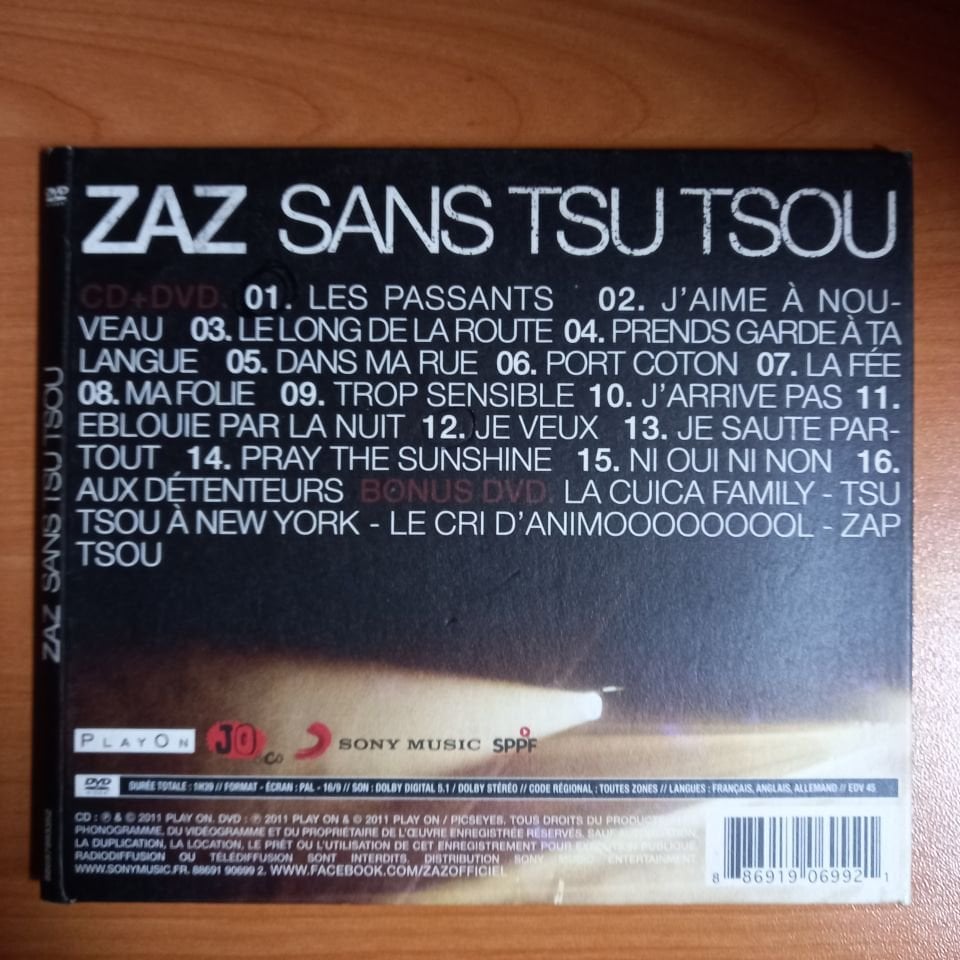 DVD
ZAZ SANS TSU TSOU
ZAZ SANS TSU TSOU
CD+DVD. 01. LES PASSANTS 02. J'AIME À NOU-
VEAU 03. LE LONG DE LA ROUTE 04. PRENDS GARDE À TA
LANGUE 05. DANS MA RUE 06. PORT COTON 07. LA FÉE
08. MA FOLIE 09. TROP SENSIBLE 10. J'ARRIVE PAS 11.
EBLOUIE PAR LA NUIT 12. JE VEUX 13. JE SAUTE PAR-
TOUT 14. PRAY THE SUNSHINE 15. NI OUI NI NON 16.
AUX DÉTENTEURS BONUS DVD. LA CUICA FAMILY - TSU
TSOU À NEW YORK - LE CRI D'ANIMOOOOOOOOOL - ZAP
TSOU
PLAYON JO&CO SONY MUSIC SPPF
DVD DURÉE TOTALE : 1H39 // FORMAT - ÉCRAN : PAL - 16/9 // SON : DOLBY DIGITAL 5.1 / DOLBY STÉRÉO // CODE RÉGIONAL : TOUTES ZONES // LANGUES : FRANÇAIS, ANGLAIS, ALLEMAND // EDV 45
CD : ℗ & © 2011 PLAY ON. DVD : ℗ 2011 PLAY ON & © 2011 PLAY ON / PICSEYES. TOUS DROITS DU PRODUCTEUR
PHONOGRAMME, DU VIDÉOGRAMME ET DU PROPRIÉTAIRE DE L'ŒUVRE ENREGISTRÉE RÉSERVÉS. SAUF AUTORISATION,
LA DUPLICATION, LA LOCATION, LE PRÊT OU L'UTILISATION DE CET ENREGISTREMENT POUR EXÉCUTION PUBLIQUE,
RADIODIFFUSION OU TÉLÉDIFFUSION SONT INTERDITS. DISTRIBUTION SONY MUSIC ENTERTAINMENT
WWW.SONYMUSIC.FR. 88691 90699 2. WWW.FACEBOOK.COM/ZAZOFFICIEL
8 86919 06992 1